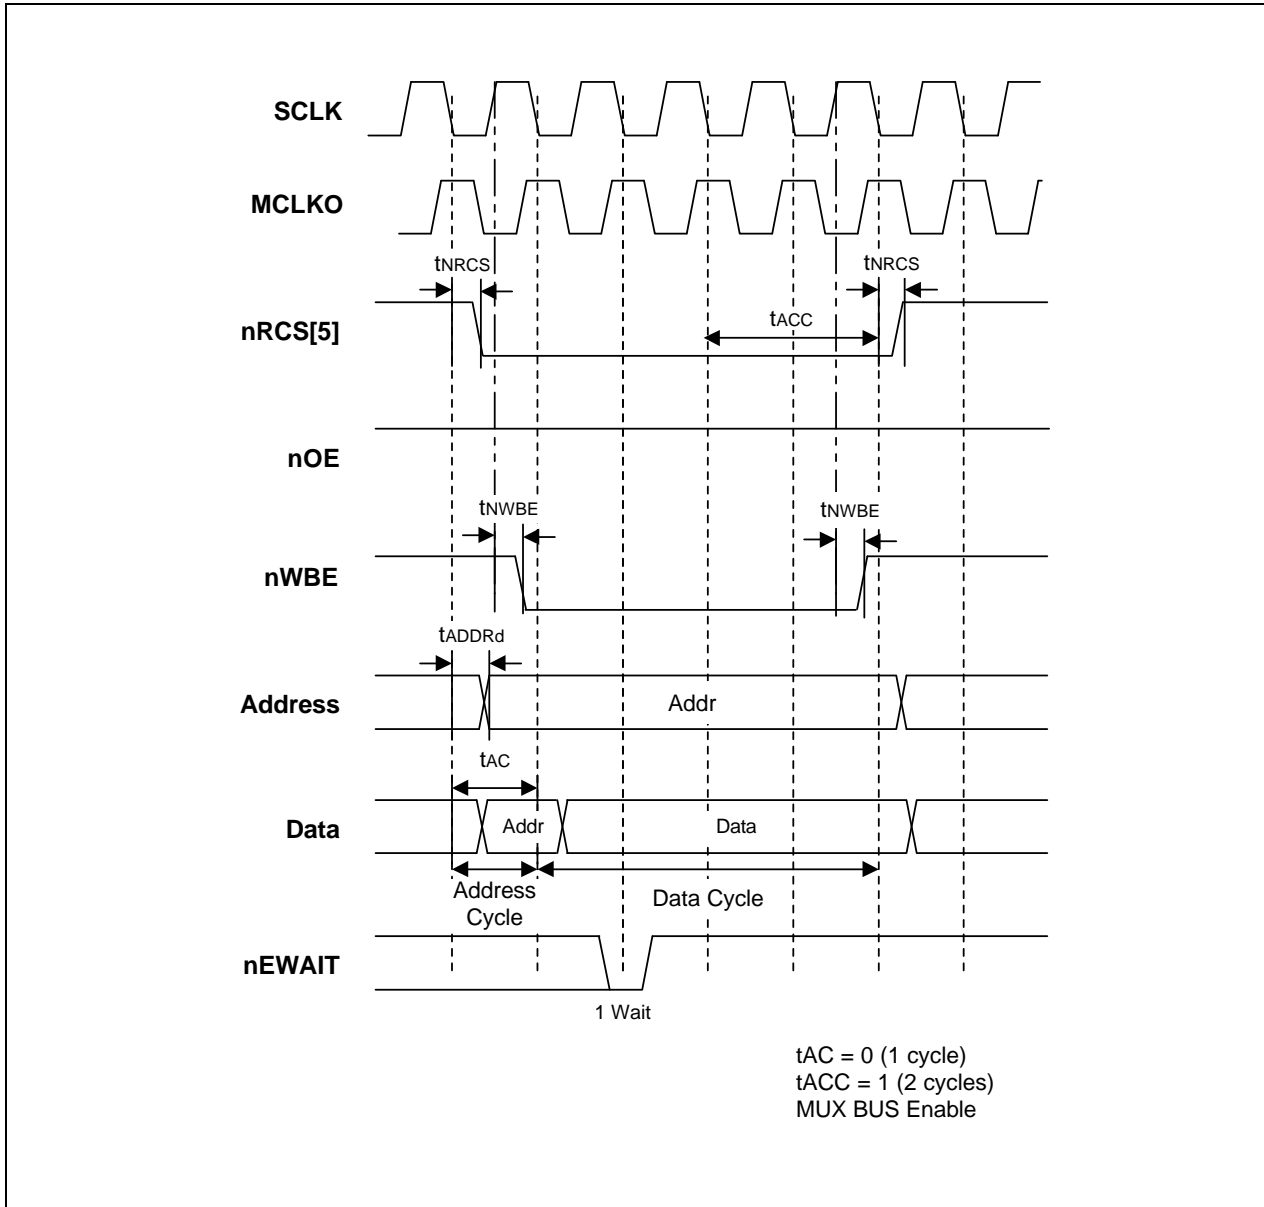 SCLK
MCLKO
tNRCS
tNRCS
nRCS[5]
tACC
nOE
tNWBE
tNWBE
nWBE
tADDRd
Address
Addr
tAC
Data
Addr
Data
Address
Cycle
Data Cycle
nEWAIT
1 Wait
tAC = 0 (1 cycle)
tACC = 1 (2 cycles)
MUX BUS Enable